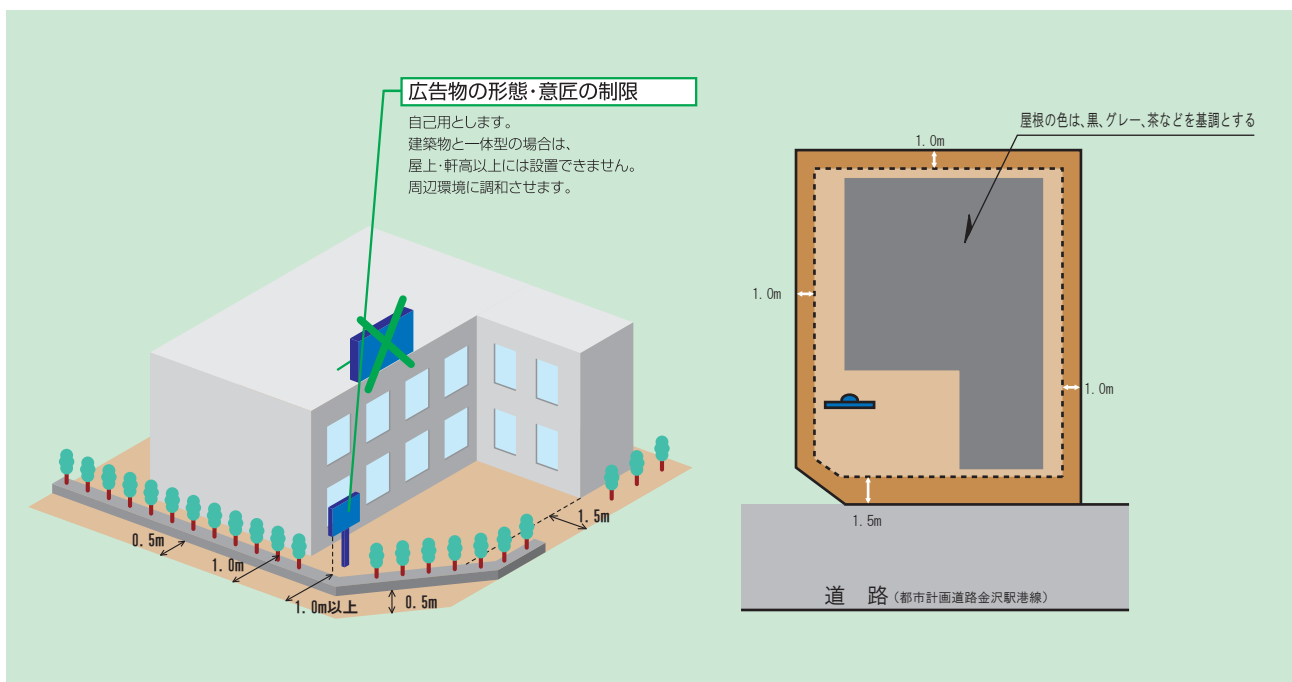 広告物の形態・意匠の制限
自己用とします。
建築物と一体型の場合は、
屋上・軒高以上には設置できません。
周辺環境に調和させます。
0.5m
1.0m
1.0m以上
0.5m
1.5m
屋根の色は、黒、グレー、茶などを基調とする
1.0m
1.0m
1.0m
1.5m
道 路(都市計画道路金沢駅港線)